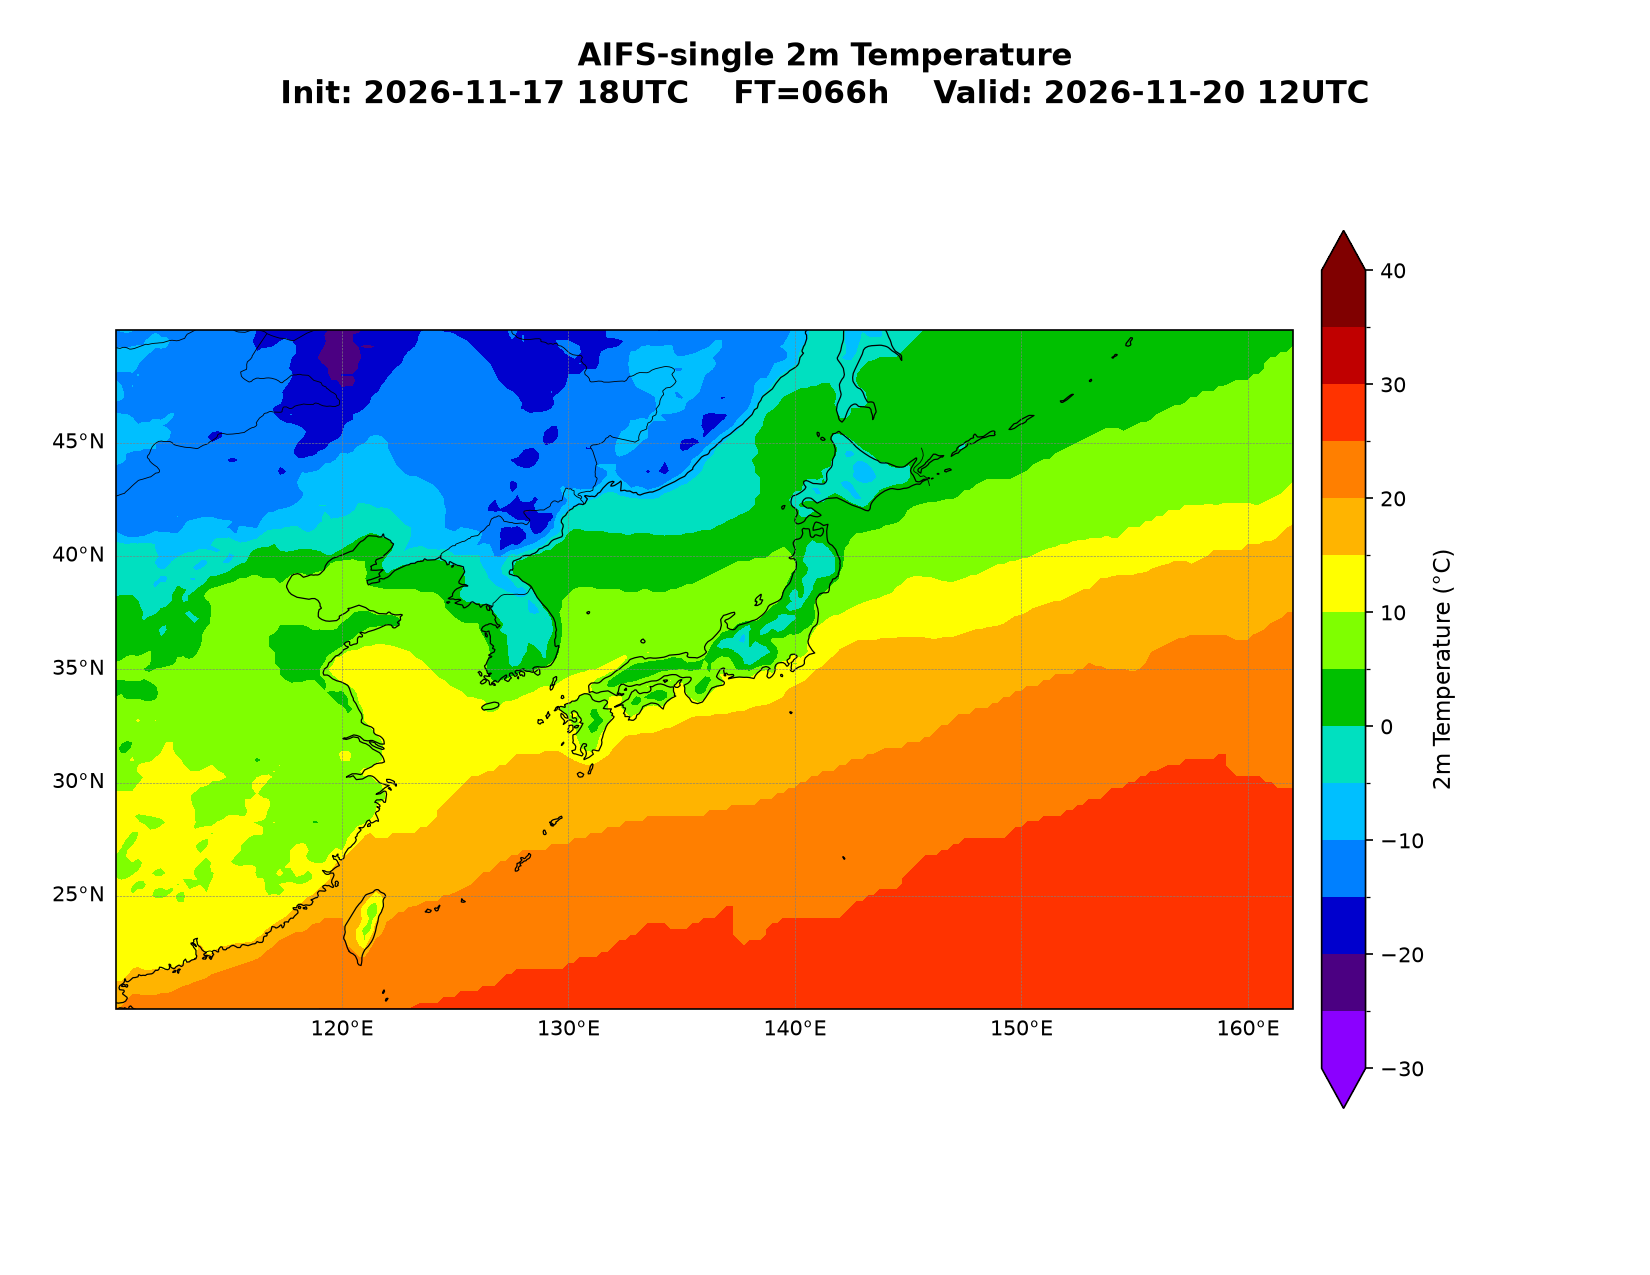 AIFS-single 2m Temperature
Init: 2026-11-17 18UTC    FT=066h    Valid: 2026-11-20 12UTC
45°N
40°N
35°N
30°N
25°N
120°E
130°E
140°E
150°E
160°E
40
30
20
10
0
−10
−20
−30
2m Temperature (°C)